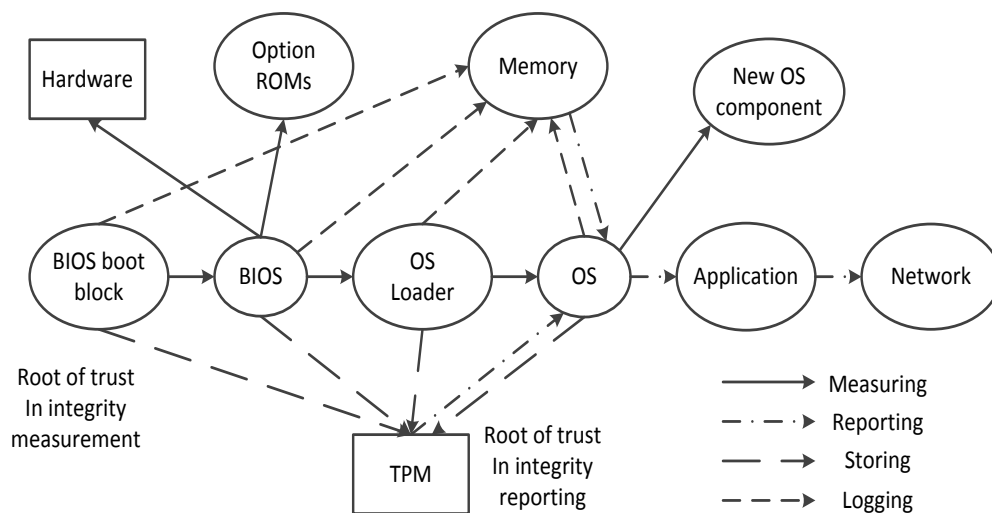 Hardware
Option
ROMs
Memory
New OS
component
BIOS boot
block
BIOS
OS
Loader
OS
Application
Network
Root of trust
In integrity
measurement
TPM
Root of trust
In integrity
reporting
Measuring
Reporting
Storing
Logging